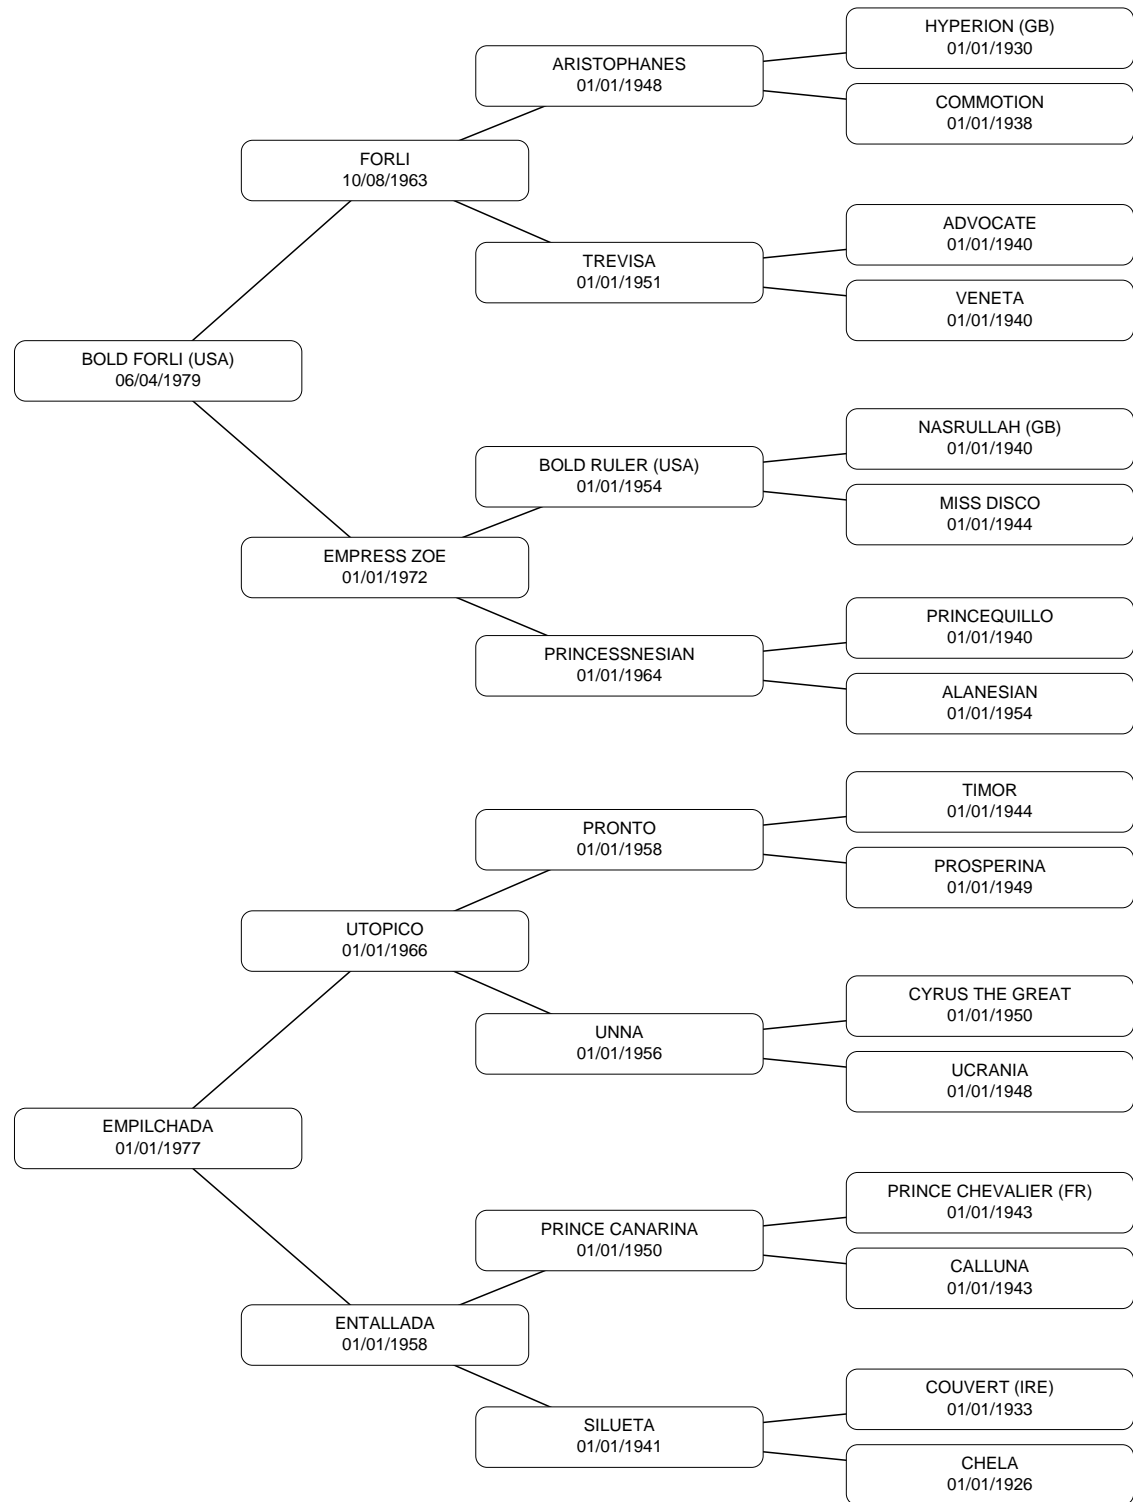 HYPERION (GB)
01/01/1930
ARISTOPHANES
01/01/1948
COMMOTION
01/01/1938
FORLI
10/08/1963
ADVOCATE
01/01/1940
TREVISA
01/01/1951
VENETA
01/01/1940
BOLD FORLI (USA)
06/04/1979
NASRULLAH (GB)
01/01/1940
BOLD RULER (USA)
01/01/1954
MISS DISCO
01/01/1944
EMPRESS ZOE
01/01/1972
PRINCEQUILLO
01/01/1940
PRINCESSNESIAN
01/01/1964
ALANESIAN
01/01/1954
TIMOR
01/01/1944
PRONTO
01/01/1958
PROSPERINA
01/01/1949
UTOPICO
01/01/1966
CYRUS THE GREAT
01/01/1950
UNNA
01/01/1956
UCRANIA
01/01/1948
EMPILCHADA
01/01/1977
PRINCE CHEVALIER (FR)
01/01/1943
PRINCE CANARINA
01/01/1950
CALLUNA
01/01/1943
ENTALLADA
01/01/1958
COUVERT (IRE)
01/01/1933
SILUETA
01/01/1941
CHELA
01/01/1926